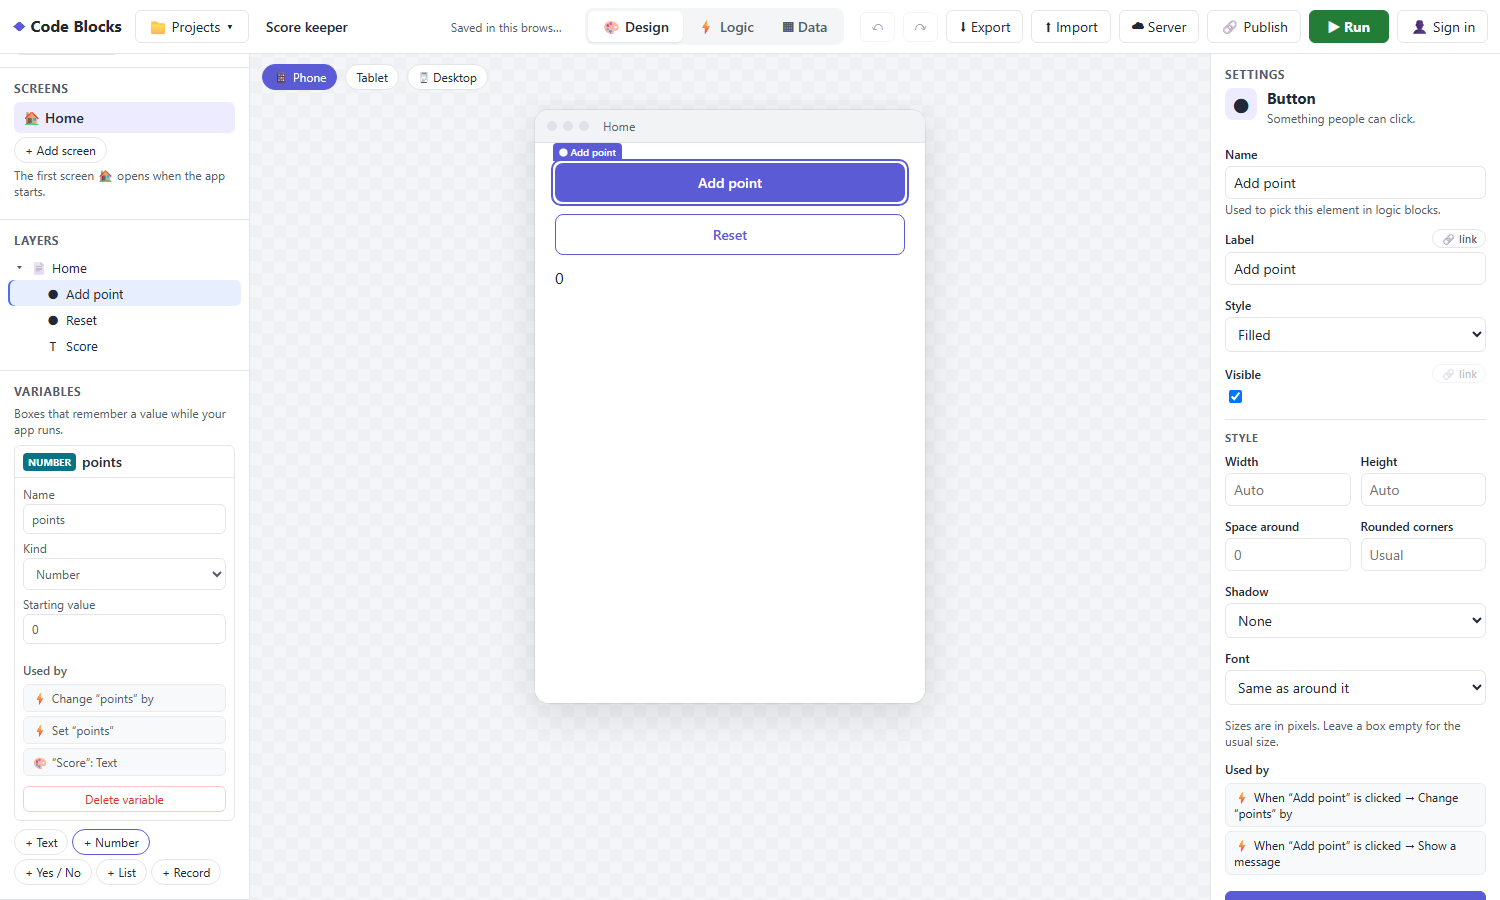 Code Blocks
Projects ▾
Score keeper
Saved in this brows...
Design
Logic
Data
Export
Import
Server
Publish
Run
Sign in
SCREENS
Home
+ Add screen
The first screen 🏠 opens when the app
starts.
LAYERS
Home
Add point
Reset
T Score
VARIABLES
Boxes that remember a value while your
app runs.
NUMBER points
Name
points
Kind
Number
Starting value
0
Used by
Change “points” by
Set “points”
“Score”: Text
Delete variable
+ Text
+ Number
+ Yes / No
+ List
+ Record
Phone
Tablet
Desktop
Home
Add point
Add point
Reset
0
SETTINGS
Button
Something people can click.
Name
Add point
Used to pick this element in logic blocks.
Label
link
Add point
Style
Filled
Visible
link
STYLE
Width
Height
Auto
Auto
Space around
Rounded corners
0
Usual
Shadow
None
Font
Same as around it
Sizes are in pixels. Leave a box empty for the
usual size.
Used by
When “Add point” is clicked → Change
“points” by
When “Add point” is clicked → Show a
message